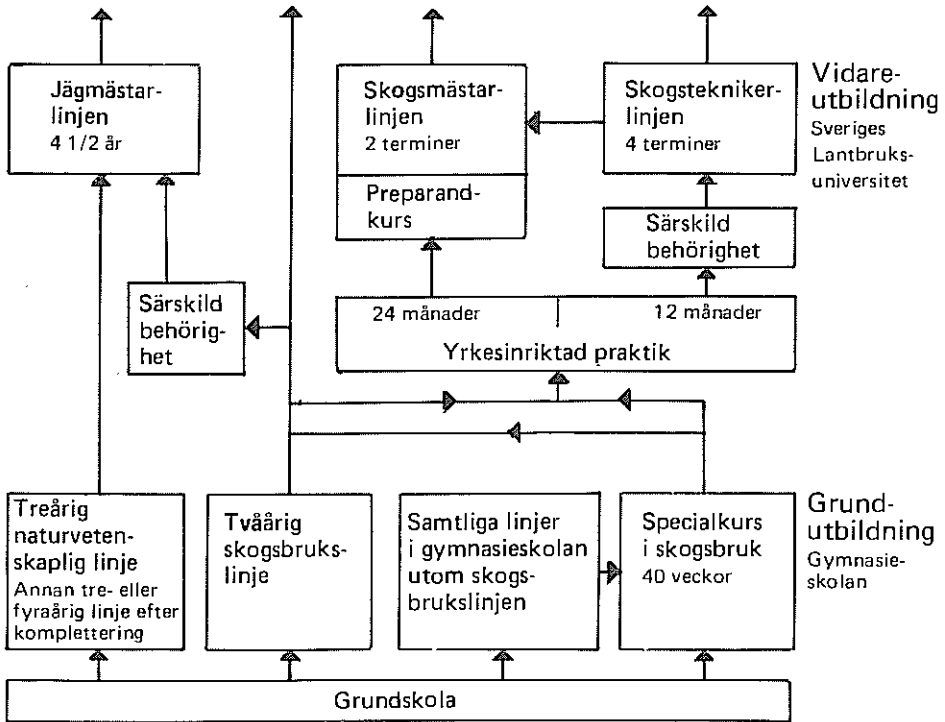 Jägmästar-
linjen
4 1/2 år
Skogsmästar-
linjen
2 terminer
Preparand-
kurs
Skogstekniker-
linjen
4 terminer
Vidare-
utbildning
Sveriges
Lantbruks-
universitet
Särskild
behörighet
Särskild
behörig-
het
24 månader
12 månader
Yrkesinriktad praktik
Treårig
naturveten-
skaplig linje
Annan tre- eller
fyraårig linje efter
komplettering
Tvåårig
skogsbruks-
linje
Samtliga linjer
i gymnasieskolan
utom skogs-
brukslinjen
Specialkurs
i skogsbruk
40 veckor
Grund-
utbildning
Gymnasie-
skolan
Grundskola